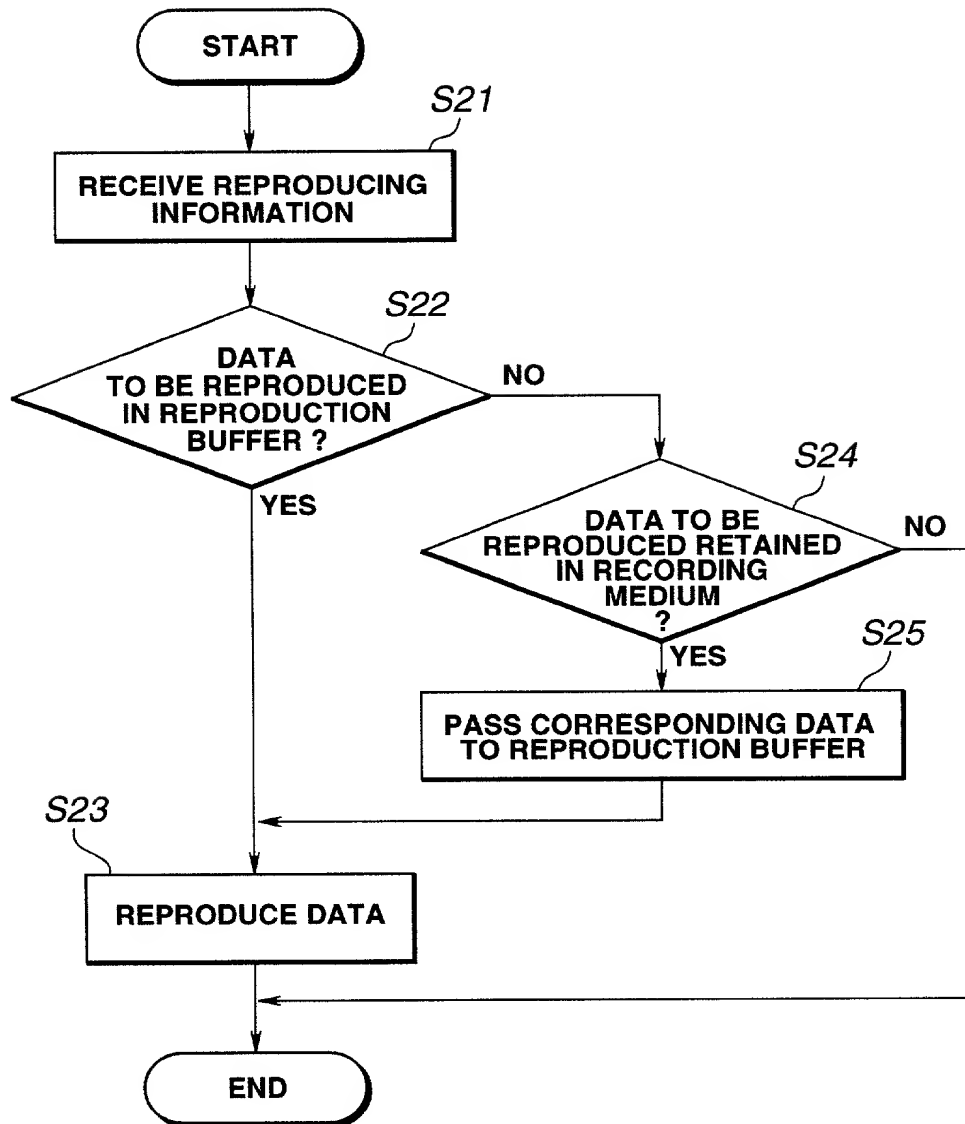 START
S21
RECEIVE REPRODUCING
INFORMATION
S22
DATA
TO BE REPRODUCED
IN REPRODUCTION
BUFFER ?
NO
YES
S24
DATA TO BE
REPRODUCED RETAINED
IN RECORDING
MEDIUM
?
NO
YES
S25
PASS CORRESPONDING DATA
TO REPRODUCTION BUFFER
S23
REPRODUCE DATA
END